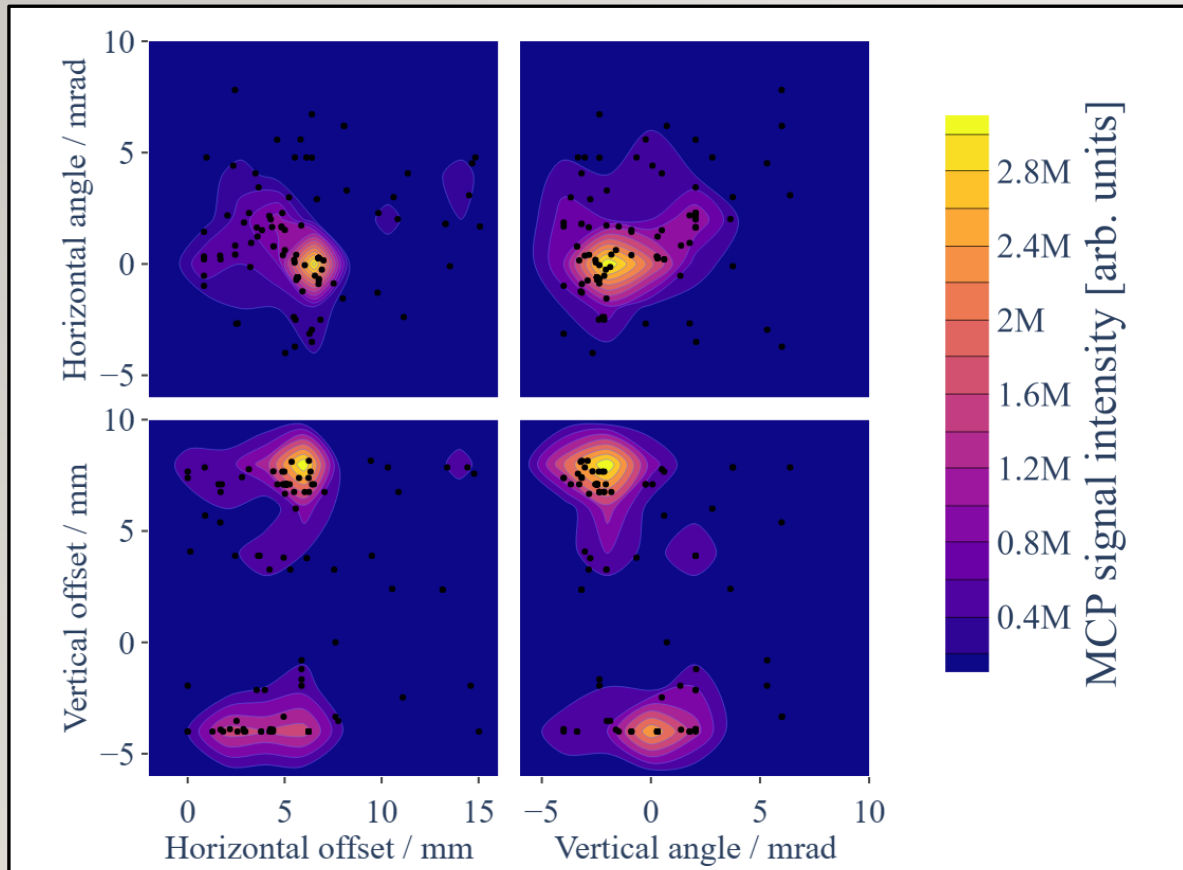 10
5
0
−5
Horizontal angle / mrad
10
5
0
−5
Vertical offset / mm
0
5
10
15
Horizontal offset / mm
−5
0
5
10
Vertical angle / mrad
2.8M
2.4M
2M
1.6M
1.2M
0.8M
0.4M
MCP signal intensity [arb. units]